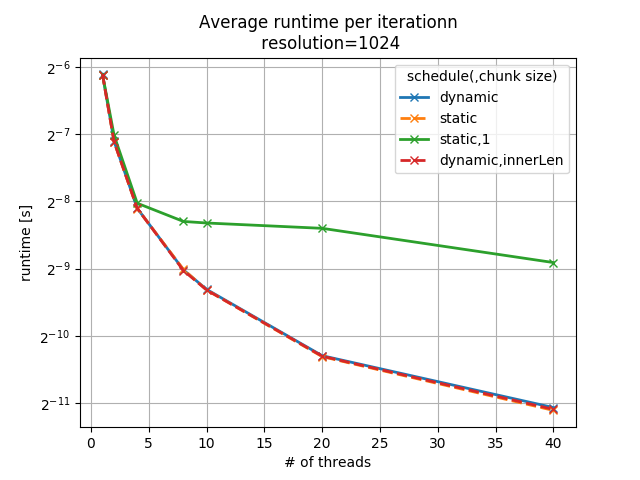 Average runtime per iterationn
resolution=1024
schedule(,chunk size)
dynamic
static
static,1
dynamic,innerLen
runtime [s]
2⁻⁶
2⁻⁷
2⁻⁸
2⁻⁹
2⁻¹⁰
2⁻¹¹
0 5 10 15 20 25 30 35 40
# of threads